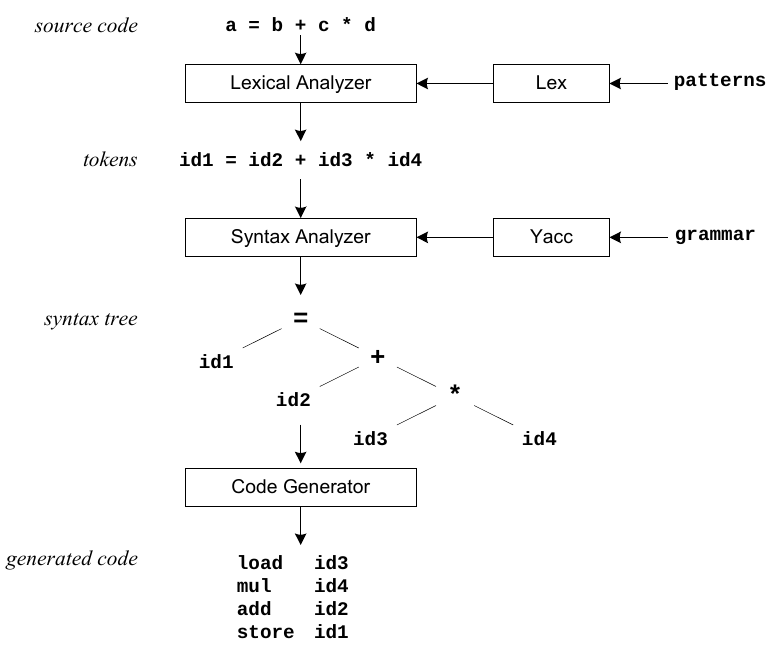 source code a = b + c * d
Lexical Analyzer Lex patterns
tokens id1 = id2 + id3 * id4
Syntax Analyzer Yacc grammar
syntax tree =
id1 +
id2 *
id3 id4
Code Generator
generated code load id3
mul id4
add id2
store id1